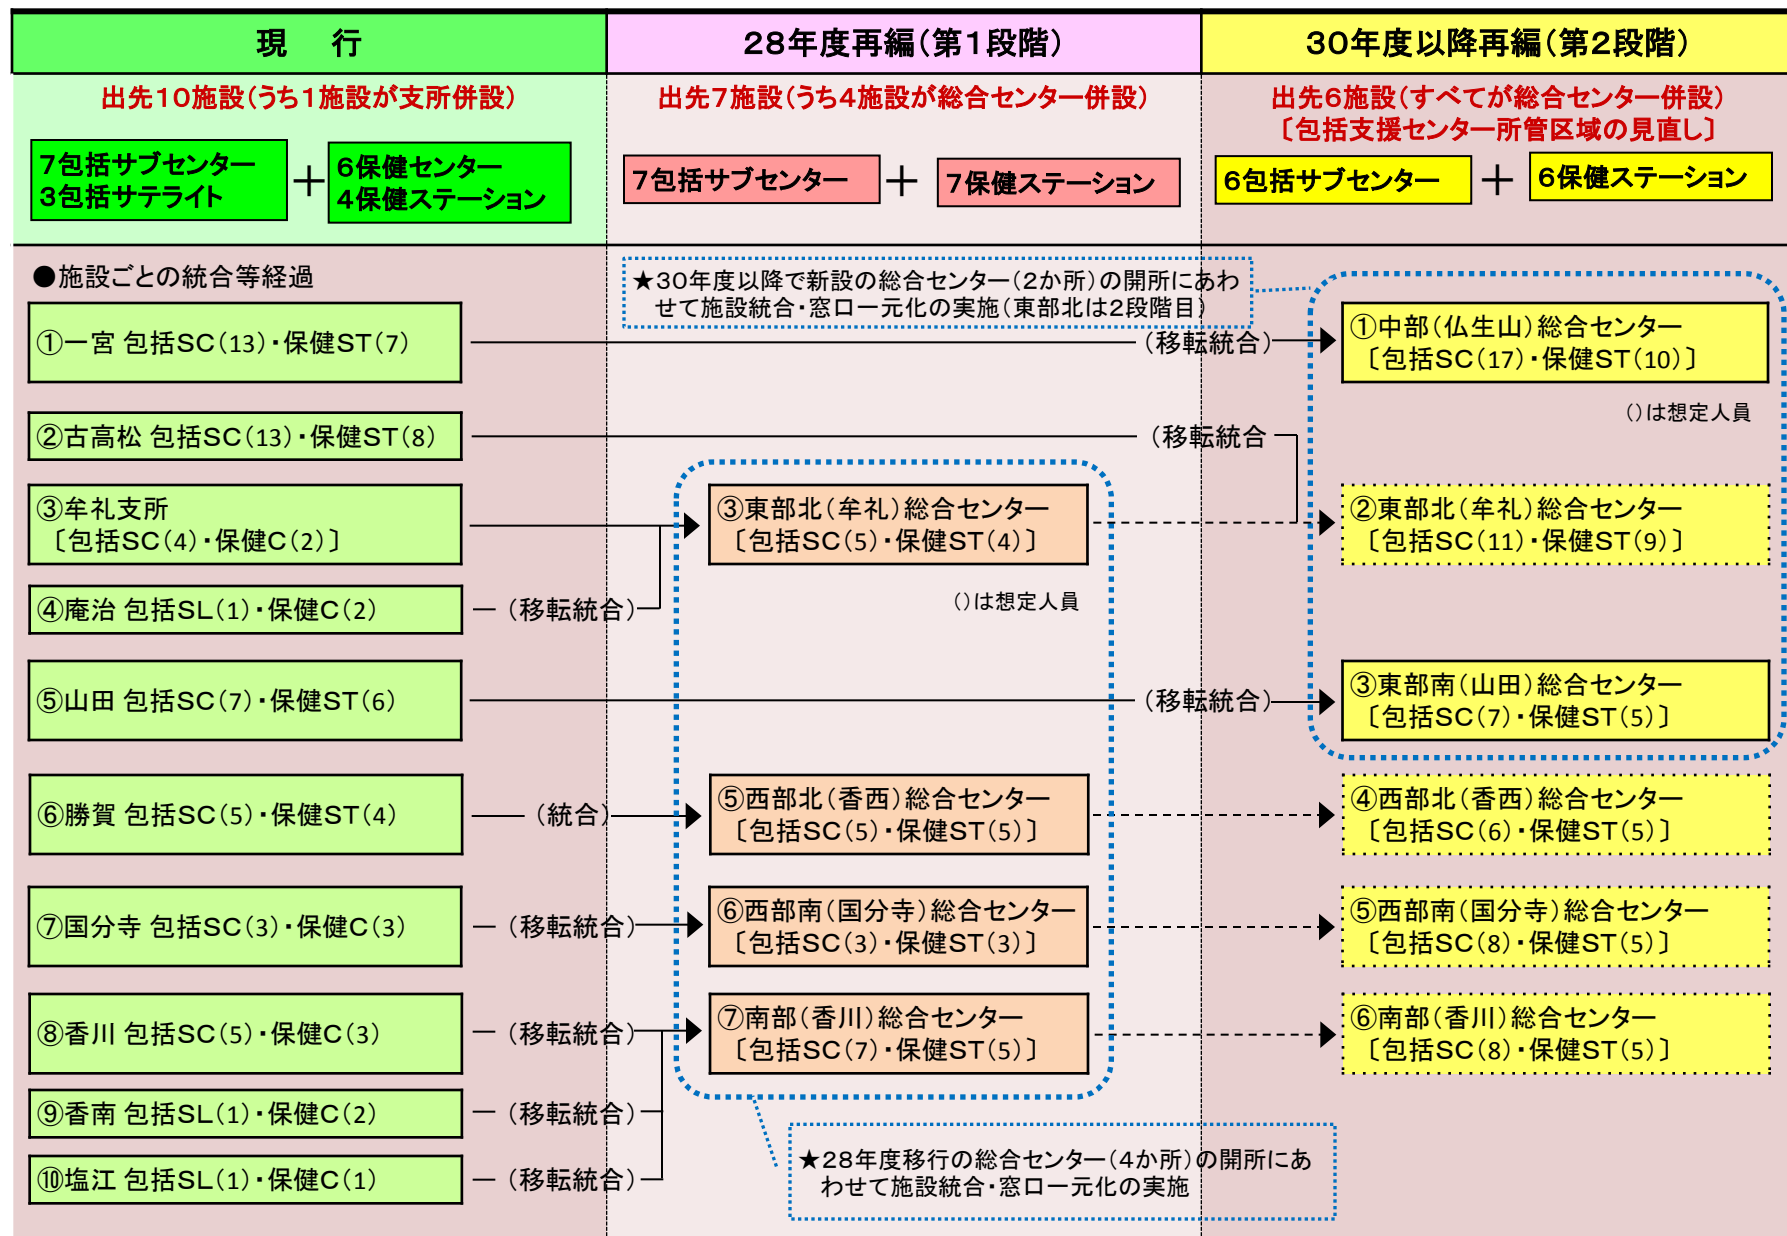 現　行
28年度再編(第1段階)
30年度以降再編(第2段階)
出先10施設(うち1施設が支所併設)
出先7施設(うち4施設が総合センター併設)
出先6施設(すべてが総合センター併設)
〔包括支援センター所管区域の見直し〕
7包括サブセンター
3包括サテライト
＋
6保健センター
4保健ステーション
7包括サブセンター
＋
7保健ステーション
6包括サブセンター
＋
6保健ステーション
●施設ごとの統合等経過
★30年度以降で新設の総合センター(2か所)の開所にあわ
せて施設統合・窓口一元化の実施(東部北は2段階目)
①一宮 包括SC(13)・保健ST(7)
(移転統合)
①中部(仏生山)総合センター
〔包括SC(17)・保健ST(10)〕
()は想定人員
②古高松 包括SC(13)・保健ST(8)
(移転統合
③牟礼支所
〔包括SC(4)・保健C(2)〕
③東部北(牟礼)総合センター
〔包括SC(5)・保健ST(4)〕
②東部北(牟礼)総合センター
〔包括SC(11)・保健ST(9)〕
④庵治 包括SL(1)・保健C(2)
(移転統合)
()は想定人員
⑤山田 包括SC(7)・保健ST(6)
(移転統合)
③東部南(山田)総合センター
〔包括SC(7)・保健ST(5)〕
⑥勝賀 包括SC(5)・保健ST(4)
(統合)
⑤西部北(香西)総合センター
〔包括SC(5)・保健ST(5)〕
④西部北(香西)総合センター
〔包括SC(6)・保健ST(5)〕
⑦国分寺 包括SC(3)・保健C(3)
(移転統合)
⑥西部南(国分寺)総合センター
〔包括SC(3)・保健ST(3)〕
⑤西部南(国分寺)総合センター
〔包括SC(8)・保健ST(5)〕
⑧香川 包括SC(5)・保健C(3)
(移転統合)
⑦南部(香川)総合センター
〔包括SC(7)・保健ST(5)〕
⑥南部(香川)総合センター
〔包括SC(8)・保健ST(5)〕
⑨香南 包括SL(1)・保健C(2)
(移転統合)
⑩塩江 包括SL(1)・保健C(1)
(移転統合)
★28年度移行の総合センター(4か所)の開所にあ
わせて施設統合・窓口一元化の実施